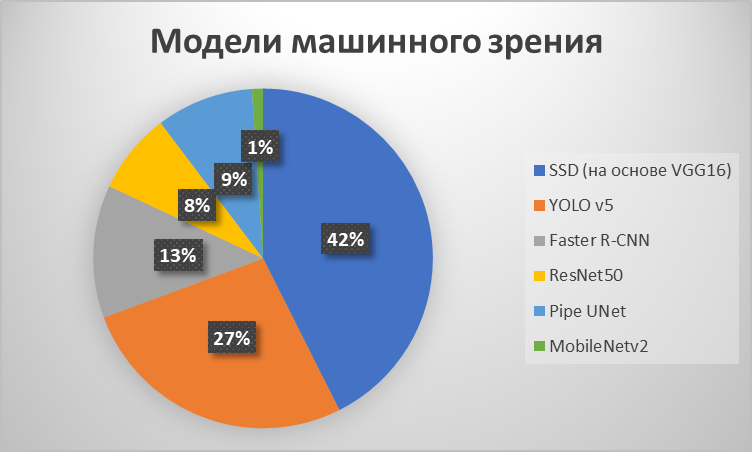 Модели машинного зрения
1%
9%
8%
42%
13%
27%
SSD (на основе VGG16)
YOLO v5
Faster R-CNN
ResNet50
Pipe UNet
MobileNetv2